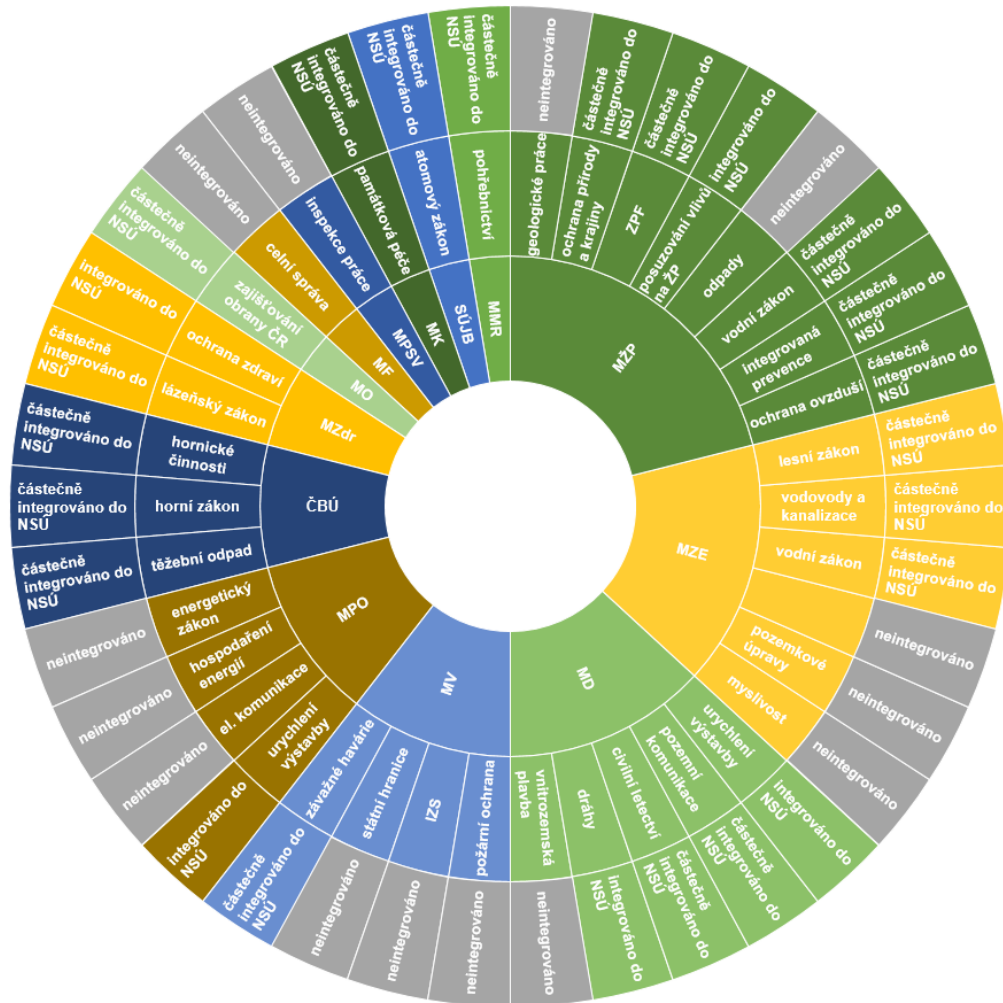 MŽP
geologické práce
neintegrováno
ochrana přírody
a krajiny
částečně
integrováno do
NSÚ
ZPF
částečně
integrováno do
NSÚ
posuzování vlivů
na ŽP
integrováno do
NSÚ
odpady
neintegrováno
vodní zákon
částečně
integrováno do
NSÚ
integrovaná
prevence
částečně
integrováno do
NSÚ
ochrana ovzduší
částečně
integrováno do
NSÚ
MZE
lesní zákon
částečně
integrováno do
NSÚ
vodovody a
kanalizace
částečně
integrováno do
NSÚ
vodní zákon
částečně
integrováno do
NSÚ
neintegrováno
pozemkové
úpravy
neintegrováno
myslivost
neintegrováno
MD
urychlení
výstavby
integrováno do
NSÚ
pozemní
komunikace
částečně
integrováno do
NSÚ
civilní letectví
částečně
integrováno do
NSÚ
dráhy
integrováno do
NSÚ
vnitrozemská
plavba
neintegrováno
MV
požární ochrana
neintegrováno
IZS
neintegrováno
státní hranice
neintegrováno
závažné havárie
částečně
integrováno do
NSÚ
MPO
urychlení
výstavby
integrováno do
NSÚ
el. komunikace
neintegrováno
hospodaření
energií
neintegrováno
energetický
zákon
neintegrováno
ČBÚ
těžební odpad
částečně
integrováno do
NSÚ
horní zákon
částečně
integrováno do
NSÚ
hornické
činnosti
částečně
integrováno do
NSÚ
MZdr
lázeňský zákon
částečně
integrováno do
NSÚ
ochrana zdraví
integrováno do
NSÚ
MO
zajišťování
obrany ČR
částečně
integrováno do
NSÚ
MF
celní správa
neintegrováno
MPSV
inspekce práce
neintegrováno
MK
památková péče
částečně
integrováno do
NSÚ
SÚJB
atomový zákon
částečně
integrováno do
NSÚ
MMR
pohřebnictví
částečně
integrováno do
NSÚ